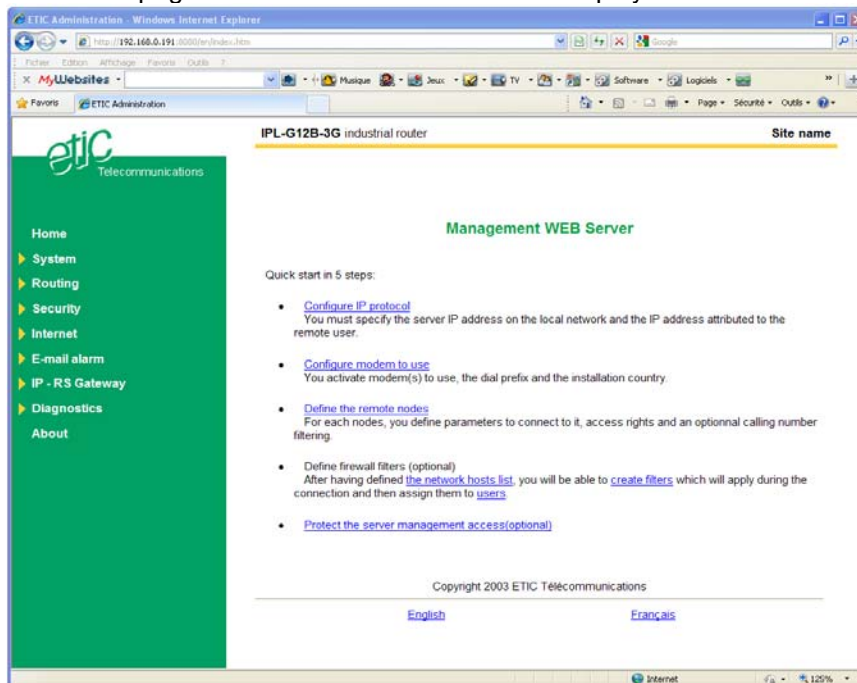 ETIC Administration - Windows Internet Explorer
http://192.168.0.191:8080/en/index.htm
Google
Fichier Edition Affichage Favoris Outils ?
MyWebsites
Musique
Jeux
TV
Software
Logiciels
Favoris
ETIC Administration
Page
Sécurité
Outils
etic
Telecommunications
IPL-G12B-3G industrial router
Site name
Home
System
Routing
Security
Internet
E-mail alarm
IP - RS Gateway
Diagnostics
About
Management WEB Server
Quick start in 5 steps:
Configure IP protocol
You must specify the server IP address on the local network and the IP address attributed to the
remote user.
Configure modem to use
You activate modem(s) to use, the dial prefix and the installation country.
Define the remote nodes
For each nodes, you define parameters to connect to it, access rights and an optionnal calling number
filtering.
Define firewall filters (optional)
After having defined the network hosts list, you will be able to create filters which will apply during the
connection and then assign them to users.
Protect the server management access(optional)
Copyright 2003 ETIC Télécommunications
English
Français
Internet
125%